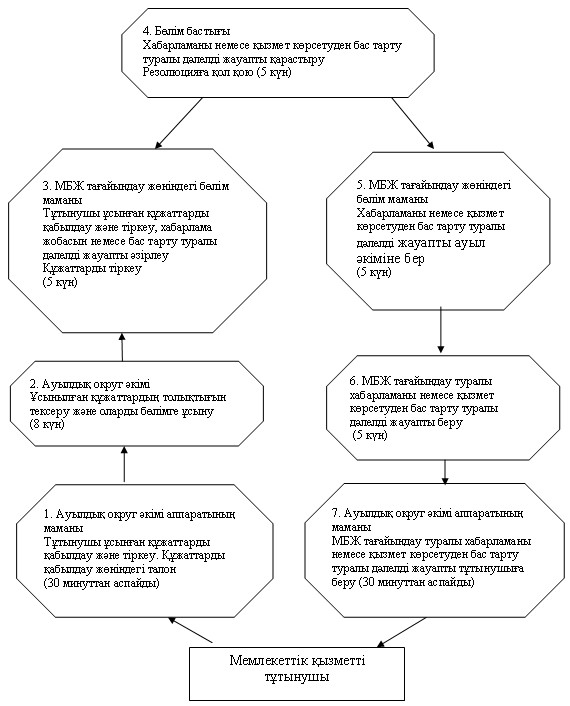 4. Бөлім бастығы
Хабарламаны немесе қызмет көрсетуден бас тарту
туралы дәлелді жауапты қарастыру
Резолюцияға қол қою (5 күн)
3. МБЖ тағайындау жөніндегі бөлім
маманы
Тұтынушы ұсынған құжаттарды
қабылдау және тіркеу, хабарлама
жобасын немесе бас тарту туралы
дәлелді жауапты әзірлеу
Құжаттарды тіркеу
(5 күн)
5. МБЖ тағайындау жөніндегі
бөлім маманы
Хабарламаны немесе қызмет
көрсетуден бас тарту туралы
дәлелді жауапты ауыл
әкіміне бер
(5 күн)
2. Ауылдық округ әкімі
Ұсынылған құжаттардың толықтығын
тексеру және оларды бөлімге ұсыну
(8 күн)
6. МБЖ тағайындау туралы
хабарламаны немесе қызмет
көрсетуден бас тарту туралы
дәлелді жауапты беру
(5 күн)
1. Ауылдық округ әкімі аппаратының
маманы
Тұтынушы ұсынған құжаттарды
қабылдау және тіркеу. Құжаттарды
қабылдау жөніндегі талон
(30 минуттан аспайды)
7. Ауылдық округ әкімі аппаратының
маманы
МБЖ тағайындау туралы хабарламаны
немесе қызмет көрсетуден бас тарту
туралы дәлелді жауапты тұтынушыға
беру (30 минуттан аспайды)
Мемлекеттік қызметті
тұтынушы